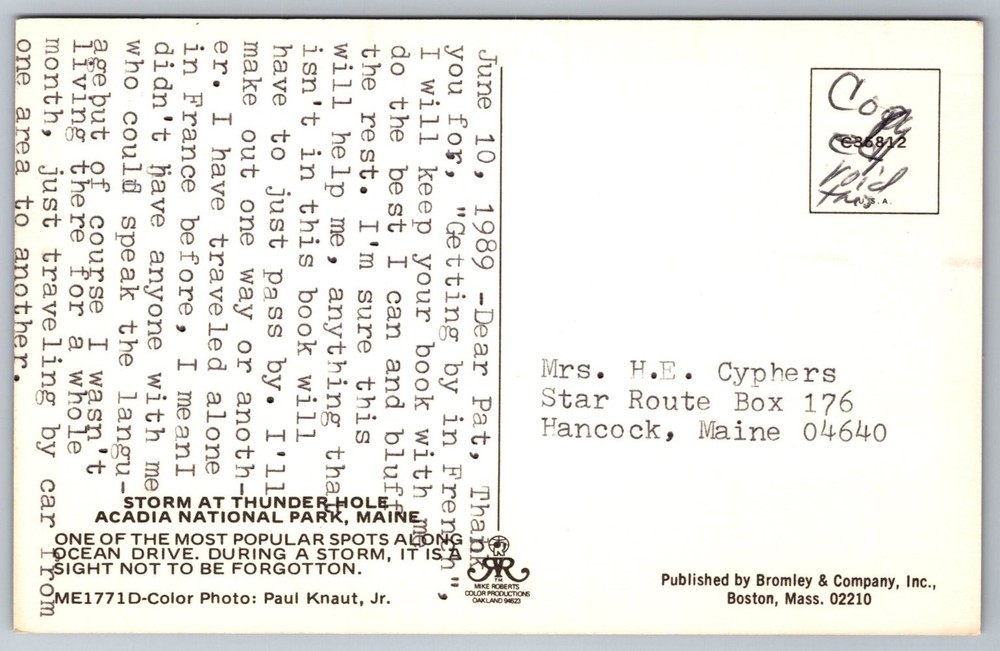 June 10, 1989 -Dear Pat, Thank
you for, "Getting by in French",
I will keep your book with me
do the best I can and bluff
the rest. I'm sure this
will help me, anything that
isn't in this book will
have to just pass by. I'll
make out one way or anoth-
er. I have traveled alone
in France before, I meanI
didn't have anyone with me
who could speak the langu-
agebut of course I wasn't
living there for a whole
month, just traveling by car from
one area to another.
STORM AT THUNDER HOLE
ACADIA NATIONAL PARK, MAINE
ONE OF THE MOST POPULAR SPOTS ALONG
OCEAN DRIVE. DURING A STORM, IT IS A
SIGHT NOT TO BE FORGOTTON.
ME1771D-Color Photo: Paul Knaut, Jr.
TM
MIKE ROBERTS
COLOR PRODUCTIONS
OAKLAND 94623
Copy
C35812
void
U.S.A.
Mrs. H.E. Cyphers
Star Route Box 176
Hancock, Maine 04640
Published by Bromley & Company, Inc.,
Boston, Mass. 02210